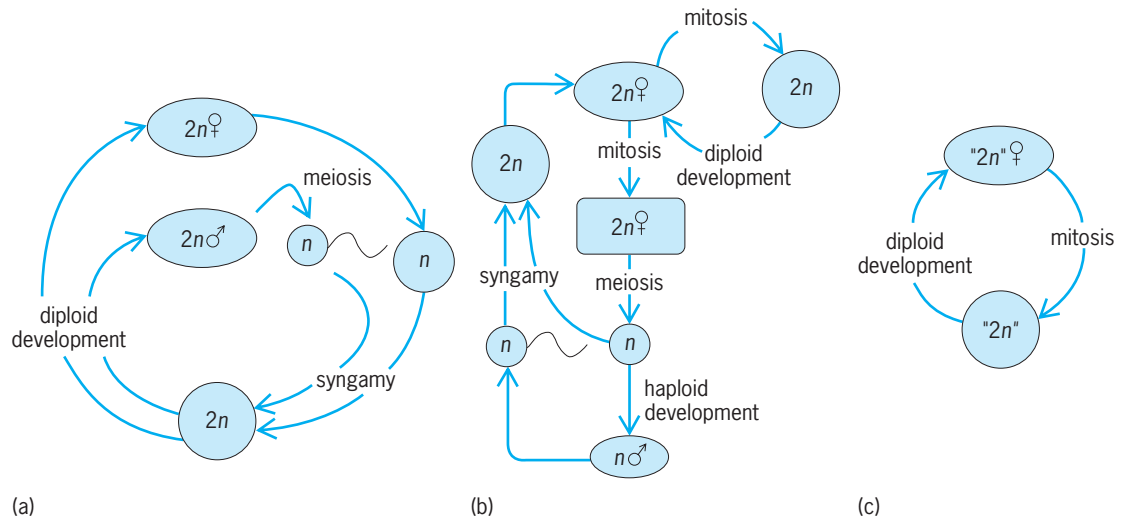 2n♀
meiosis
2n♂
n
n
diploid
development
syngamy
2n
(a)
mitosis
2n♀
2n
2n
mitosis
diploid
development
2n♀
syngamy
meiosis
n
n
haploid
development
n♂
(b)
"2n"♀
diploid
development
mitosis
"2n"
(c)